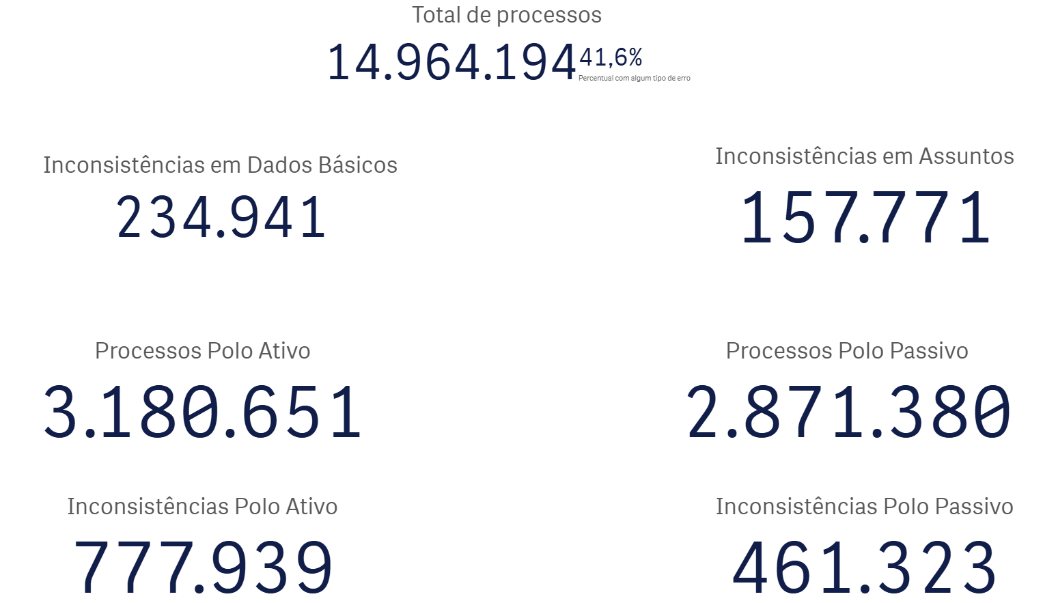 Total de processos
14.964.194 41,6%
Percentual com algum tipo de erro
Inconsistências em Dados Básicos
234.941
Inconsistências em Assuntos
157.771
Processos Polo Ativo
3.180.651
Processos Polo Passivo
2.871.380
Inconsistências Polo Ativo
777.939
Inconsistências Polo Passivo
461.323